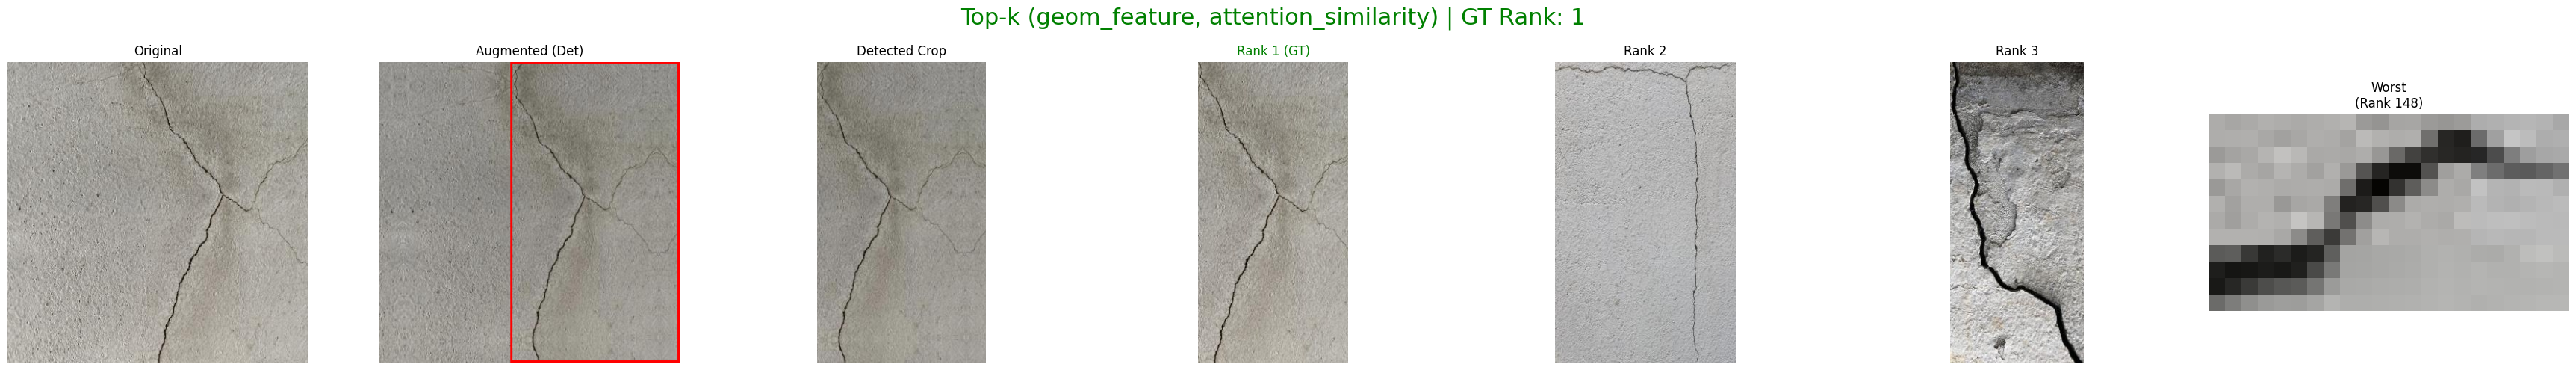 Top-k (geom_feature, attention_similarity) | GT Rank: 1
Original
Augmented (Det)
Detected Crop
Rank 1 (GT)
Rank 2
Rank 3
Worst
(Rank 148)